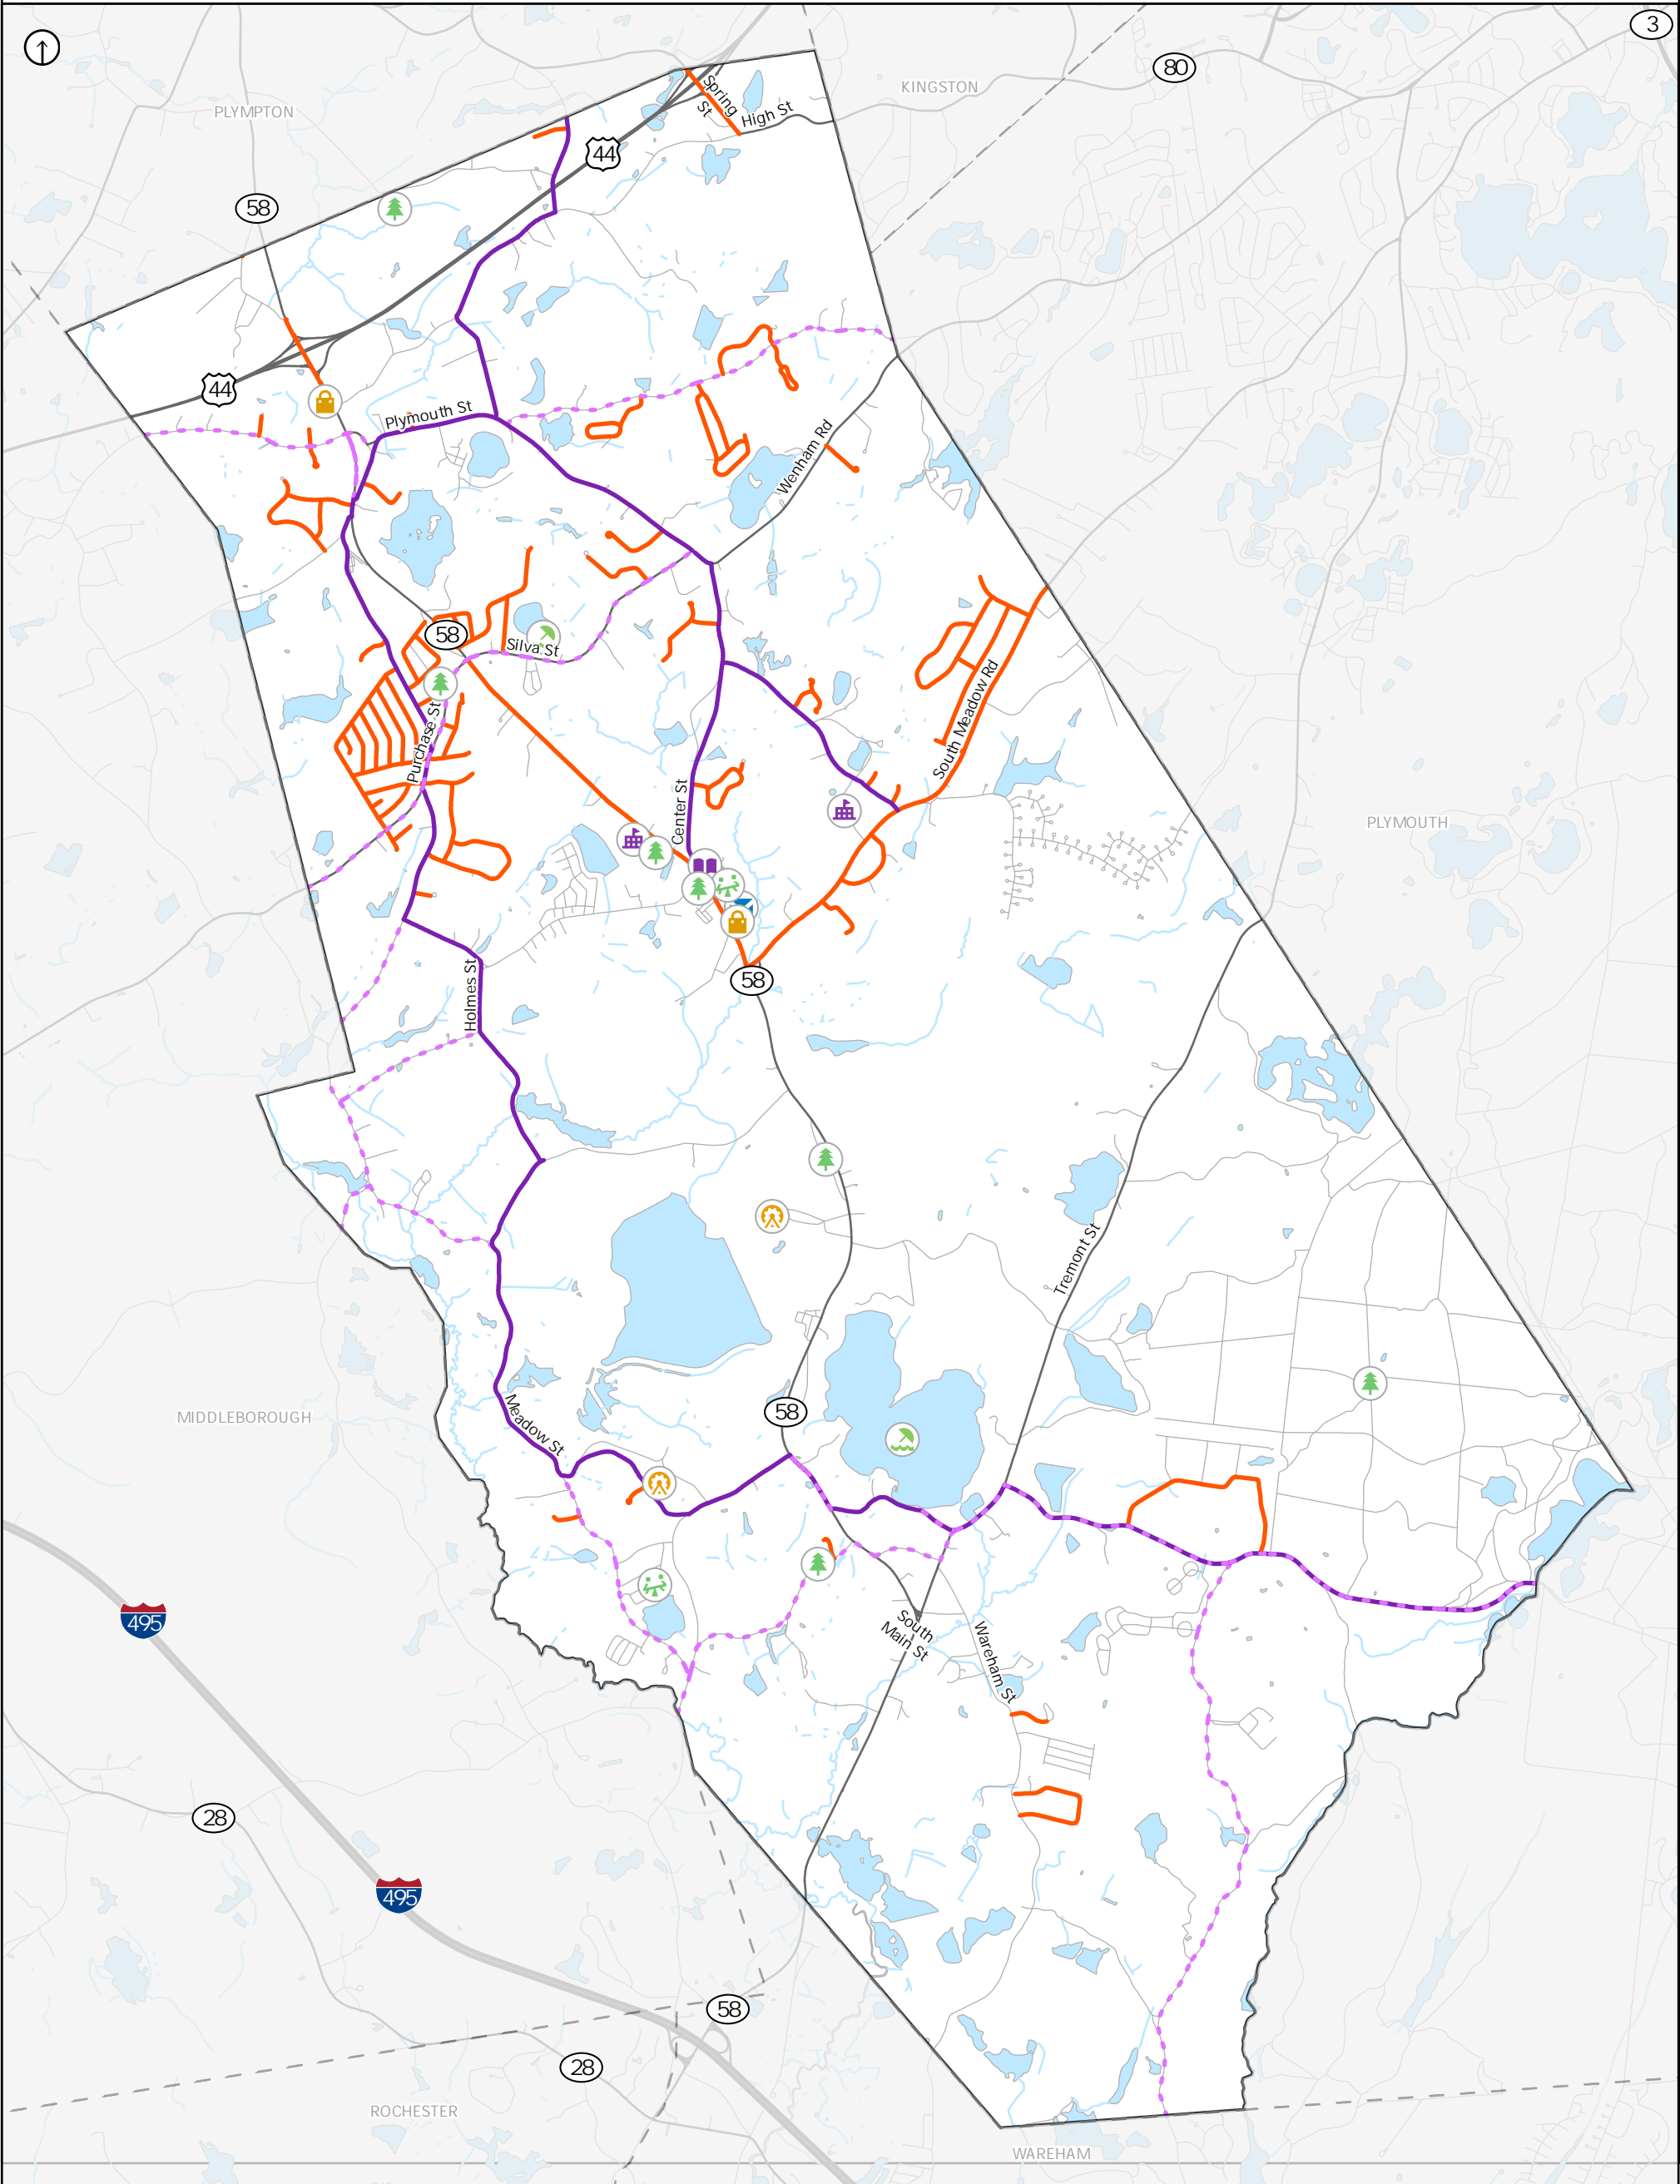 3
80
KINGSTON
Spring
St
High St
PLYMPTON
44
58
44
Plymouth St
Wenham Rd
58
Silva St
Purchase St
South Meadow Rd
Center St
PLYMOUTH
58
Holmes St
Tremont St
MIDDLEBOROUGH
58
Meadow St
495
South
Main St
Wareham St
28
495
58
28
ROCHESTER
WAREHAM